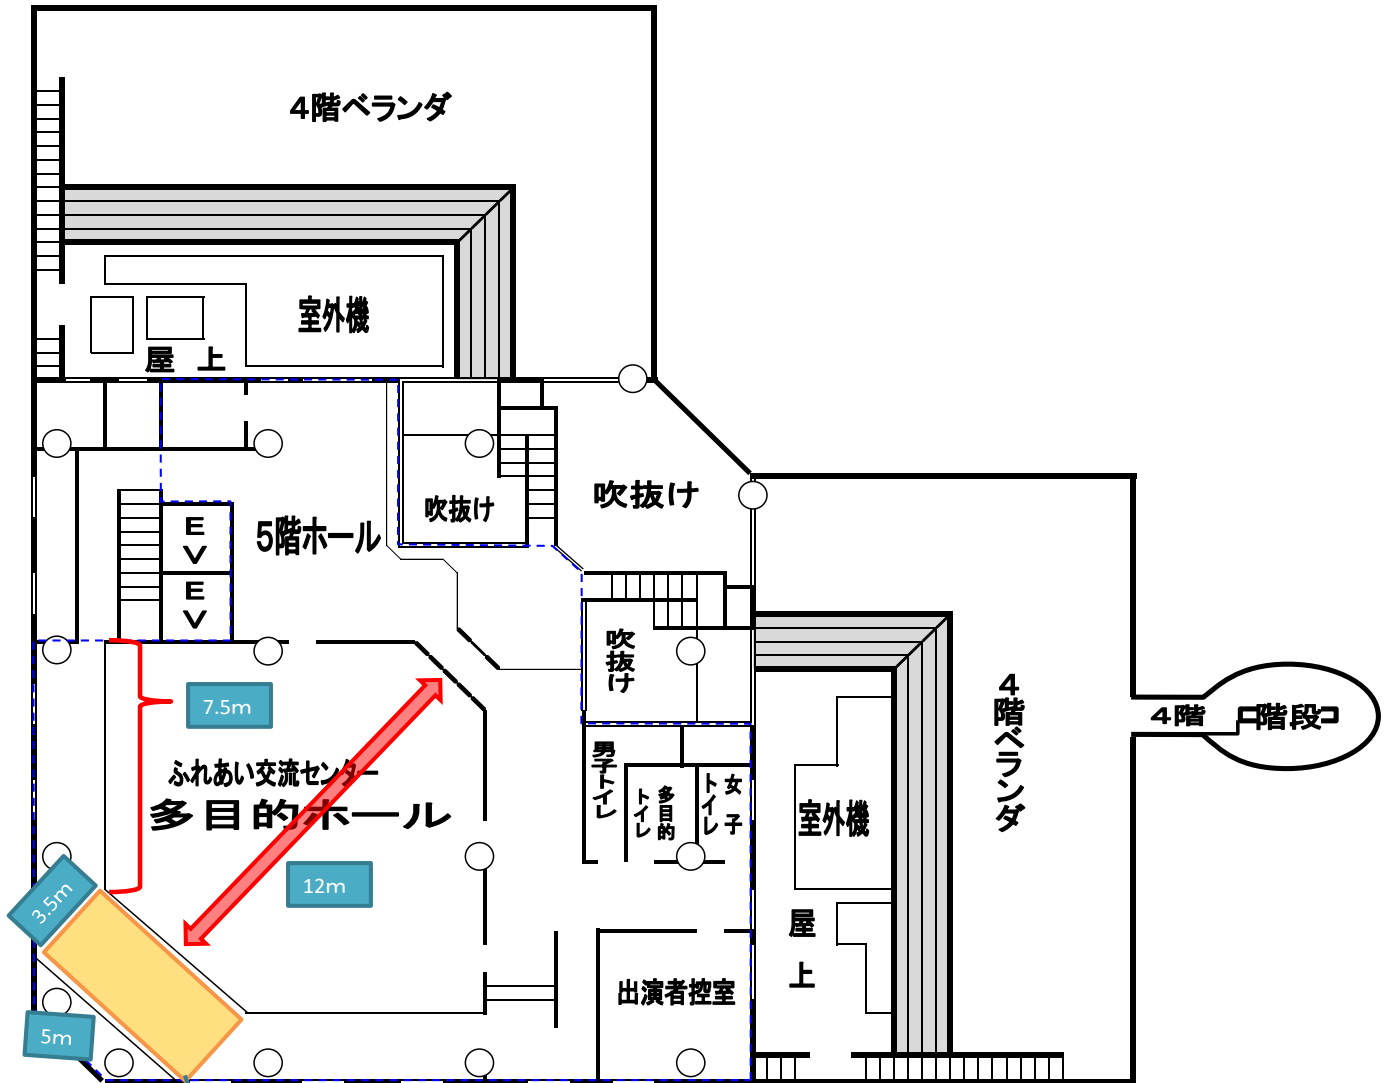 4階ベランダ
室外機
屋 上
吹抜け
吹抜け
5階ホール
EV
EV
吹抜け
7.5m
4階ベランダ
4階
階段
ふれあい交流センター
多目的ホール
男子トイレ
多目的トイレ
女子トイレ
室外機
12m
3.5m
屋上
出演者控室
5m